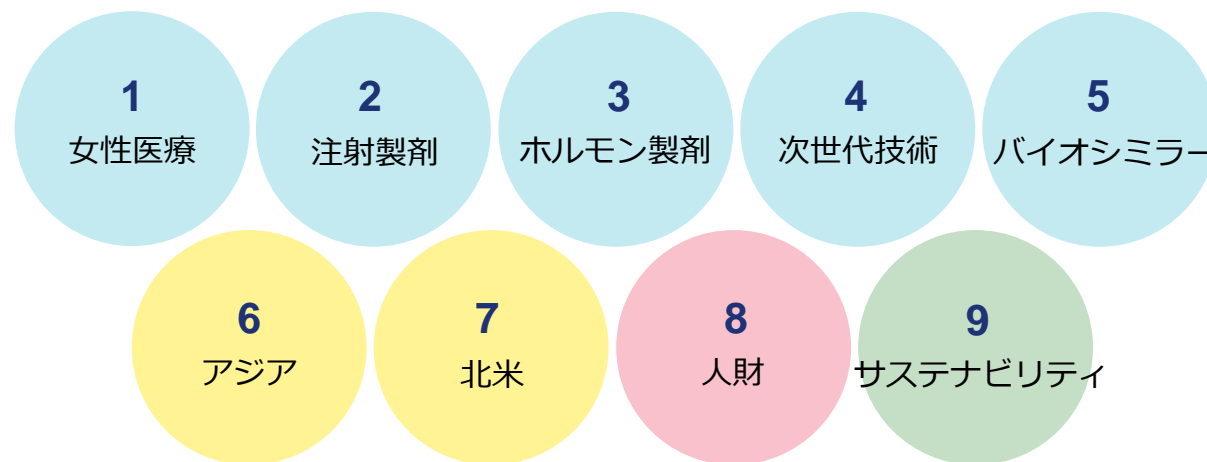 1
女性医療
2
注射製剤
3
ホルモン製剤
4
次世代技術
5
バイオシミラー
6
アジア
7
北米
8
人財
9
サステナビリティ